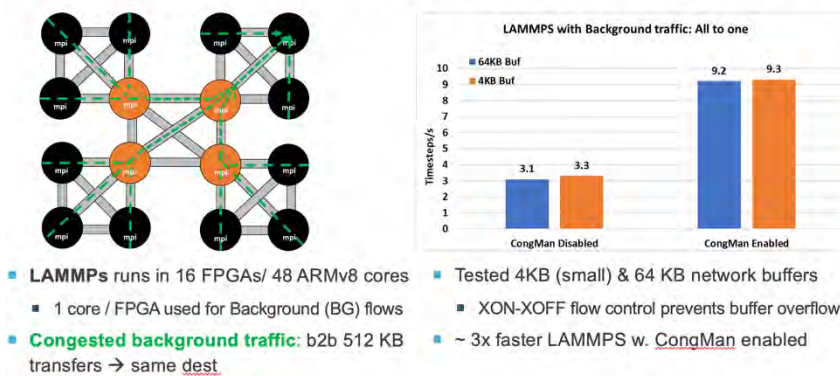 mpi mpi mpi mpi
mpi mpi mpi mpi
mpi mpi mpi mpi
mpi mpi mpi mpi
LAMMPs runs in 16 FPGAs/ 48 ARMv8 cores
1 core / FPGA used for Background (BG) flows
Congested background traffic: b2b 512 KB
transfers → same dest
LAMMPS with Background traffic: All to one
64KB Buf
4KB Buf
Timesteps/s
10
9
8
7
6
5
4
3
2
1
0
3.1 3.3 9.2 9.3
CongMan Disabled CongMan Enabled
Tested 4KB (small) & 64 KB network buffers
XON-XOFF flow control prevents buffer overflow
~ 3x faster LAMMPS w. CongMan enabled